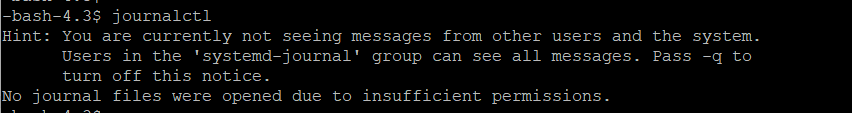 -bash-4.3$ journalctl
Hint: You are currently not seeing messages from other users and the system.
      Users in the 'systemd-journal' group can see all messages. Pass -q to
      turn off this notice.
No journal files were opened due to insufficient permissions.